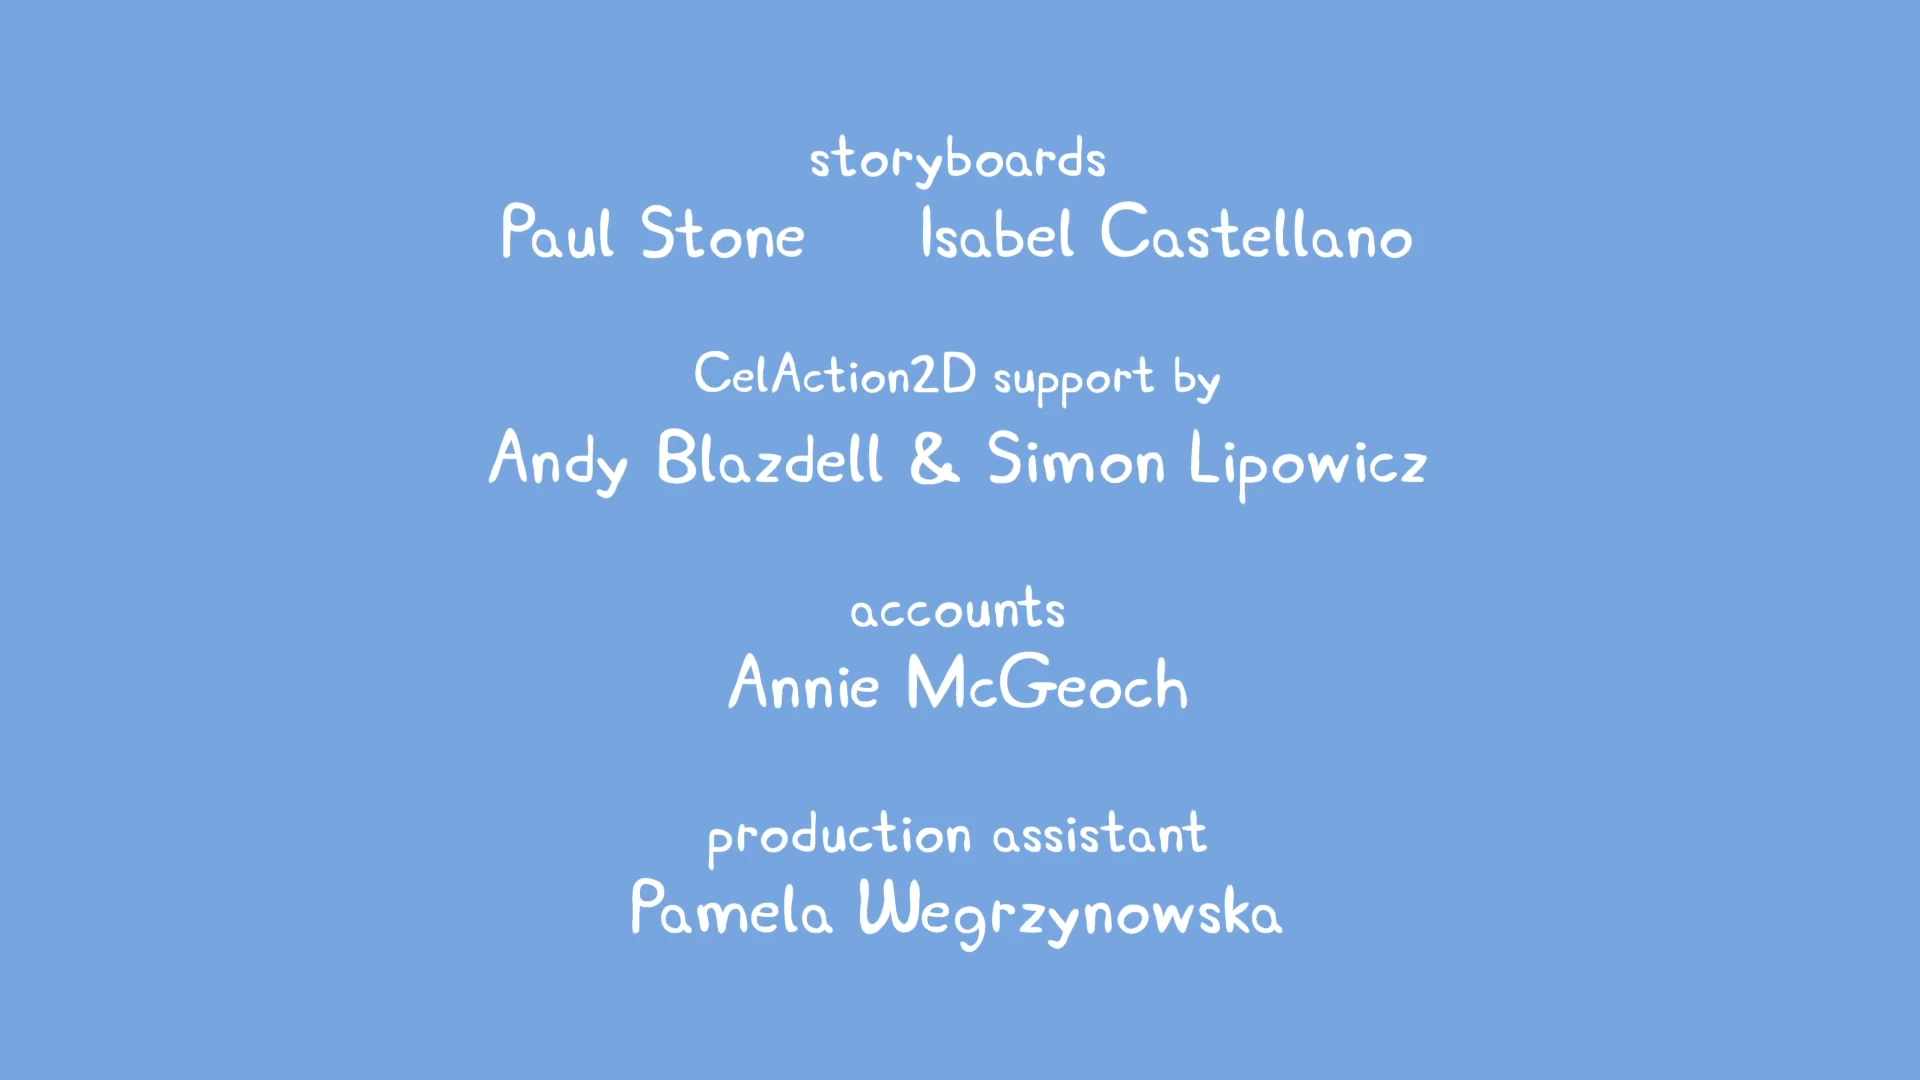 storyboards
Paul Stone Isabel Castellano
CelAction2D support by
Andy Blazdell & Simon Lipowicz
accounts
Annie McGeoch
production assistant
Pamela Wegrzynowska